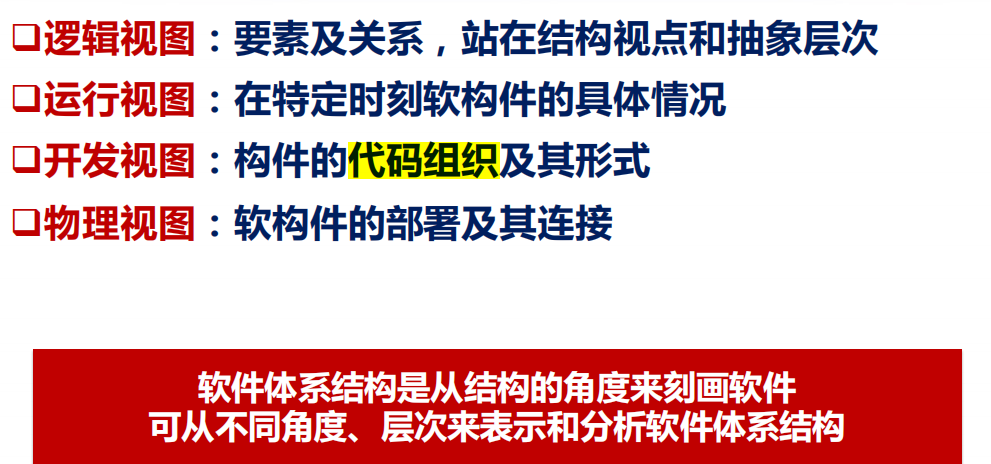 ❑逻辑视图：要素及关系，站在结构视点和抽象层次
❑运行视图：在特定时刻软构件的具体情况
❑开发视图：构件的代码组织及其形式
❑物理视图：软构件的部署及其连接
软件体系结构是从结构的角度来刻画软件
可从不同角度、层次来表示和分析软件体系结构